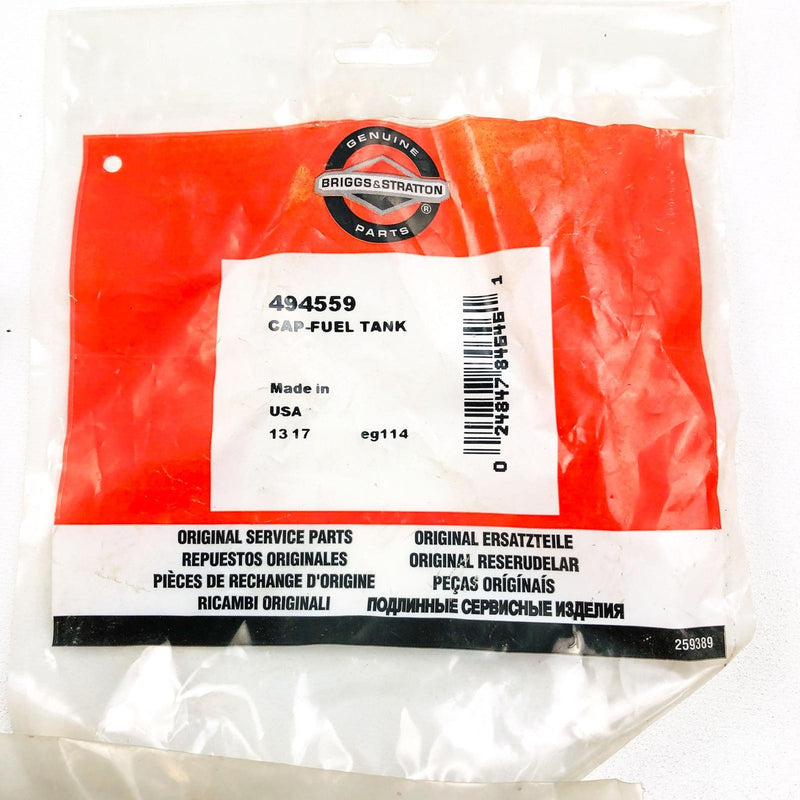 GENUINE
BRIGGS&STRATTON
®
PARTS
494559
CAP-FUEL TANK
Made in
USA
13 17 eg114
0 24847 84646 1
ORIGINAL SERVICE PARTS
REPUESTOS ORIGINALES
PIÈCES DE RECHANGE D'ORIGINE
RICAMBI ORIGINALI
ORIGINAL ERSATZTEILE
ORIGINAL RESERUDELAR
PEÇAS ORÍGÍNAÍS
ПОДЛИННЫЕ СЕРВИСНЫЕ ИЗДЕЛИЯ
259389